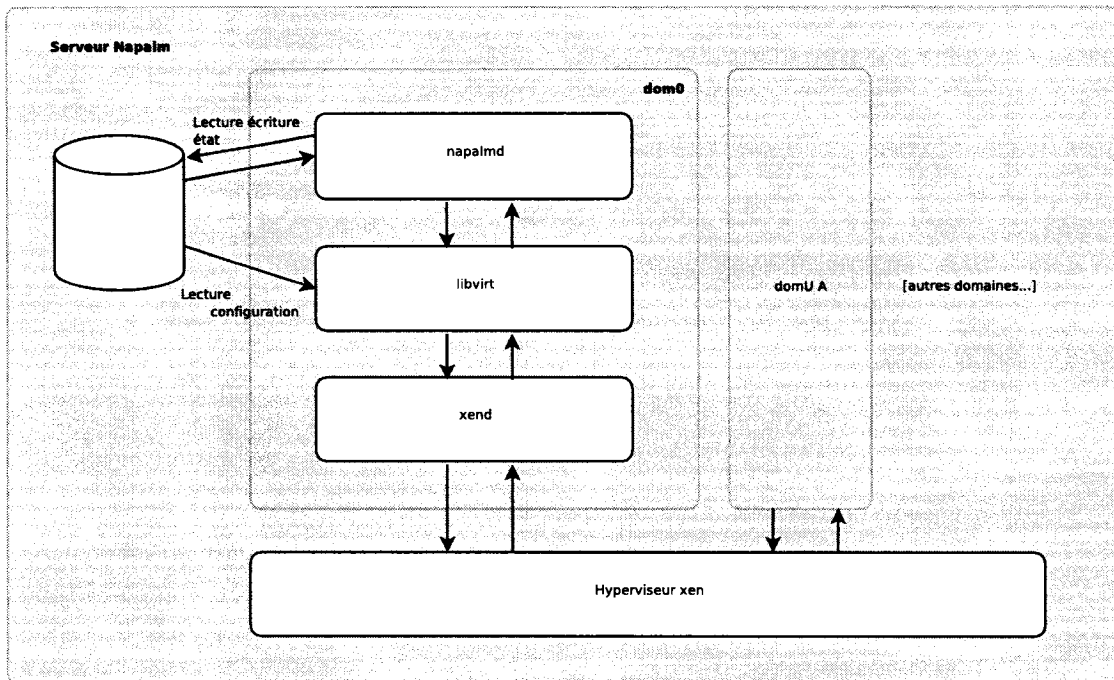 Serveur Napalm
dom0
Lecture écriture
état
napalmd
libvirt
domU A
[autres domaines...]
Lecture
configuration
xend
Hyperviseur xen